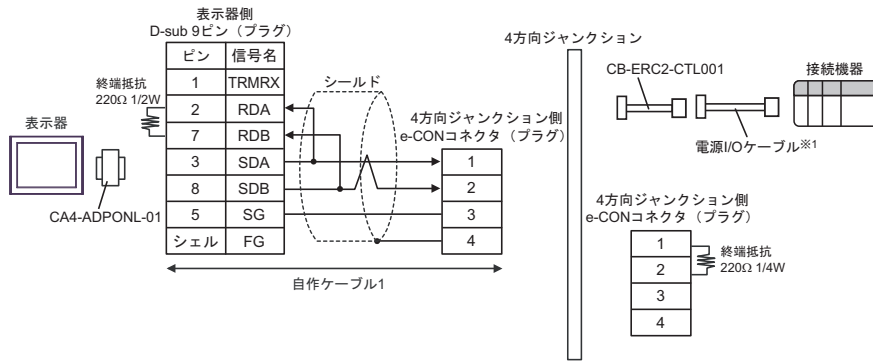 表示器側
D-sub 9ピン（プラグ）
ピン 信号名
1 TRMRX
2 RDA
7 RDB
3 SDA
8 SDB
5 SG
シェル FG
終端抵抗
220Ω 1/2W
表示器
CA4-ADPONL-01
シールド
4方向ジャンクション側
e-CONコネクタ（プラグ）
1
2
3
4
自作ケーブル1
4方向ジャンクション
CB-ERC2-CTL001
接続機器
電源I/Oケーブル※1
4方向ジャンクション側
e-CONコネクタ（プラグ）
1
2
3
4
終端抵抗
220Ω 1/4W